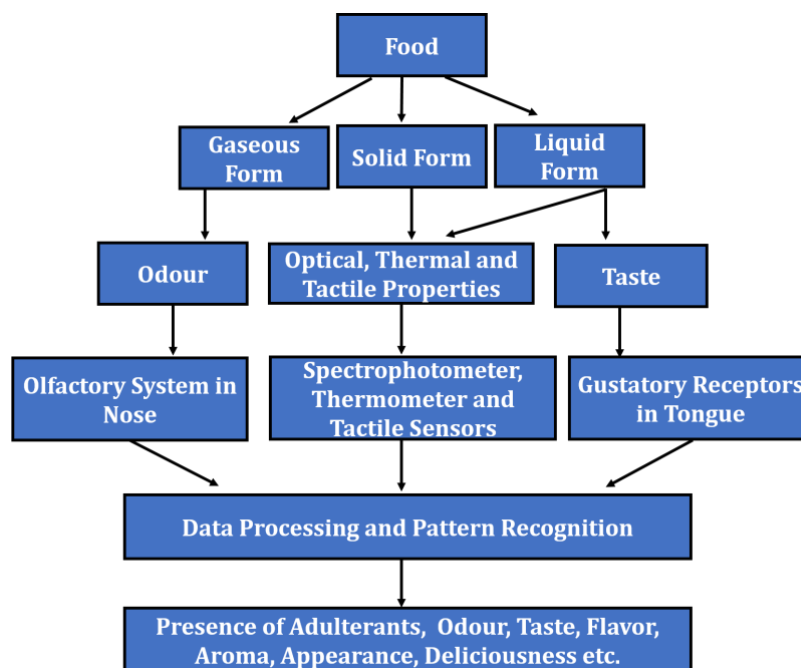 Food
Gaseous
Form
Solid Form
Liquid
Form
Odour
Optical, Thermal and
Tactile Properties
Taste
Olfactory System in
Nose
Spectrophotometer,
Thermometer and
Tactile Sensors
Gustatory Receptors
in Tongue
Data Processing and Pattern Recognition
Presence of Adulterants, Odour, Taste, Flavor,
Aroma, Appearance, Deliciousness etc.